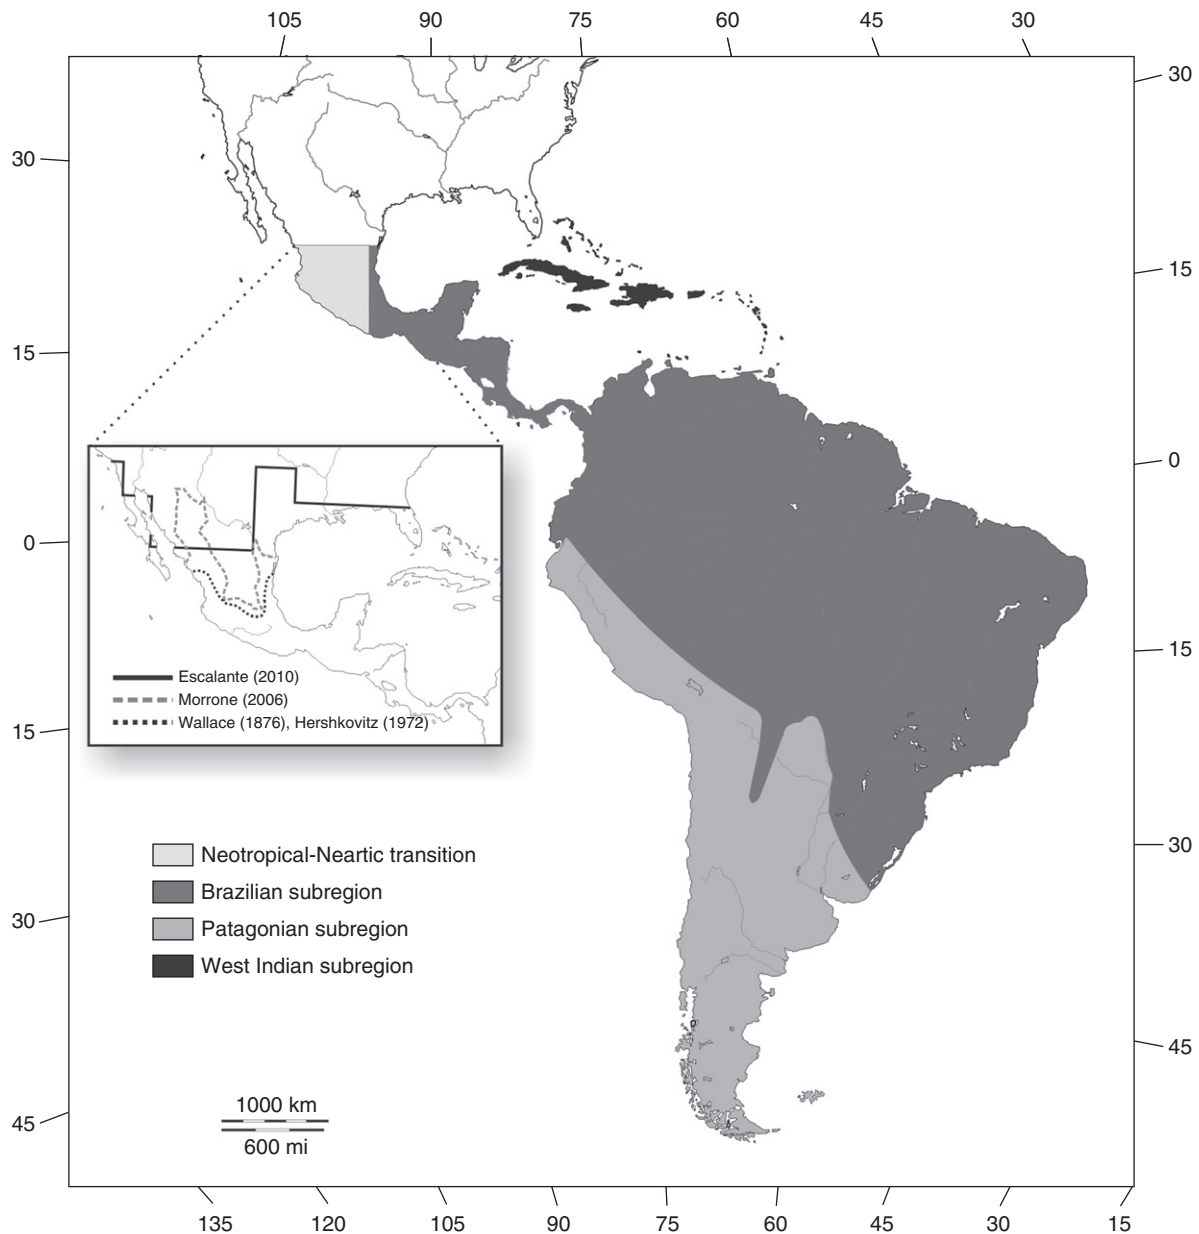 105 90 75 60 45 30
30
30
15
15
0
0
15
15
30
30
45
45
Escalante (2010)
Morrone (2006)
Wallace (1876), Hershkovitz (1972)
Neotropical-Neartic transition
Brazilian subregion
Patagonian subregion
West Indian subregion
1000 km
600 mi
135 120 105 90 75 60 45 30 15